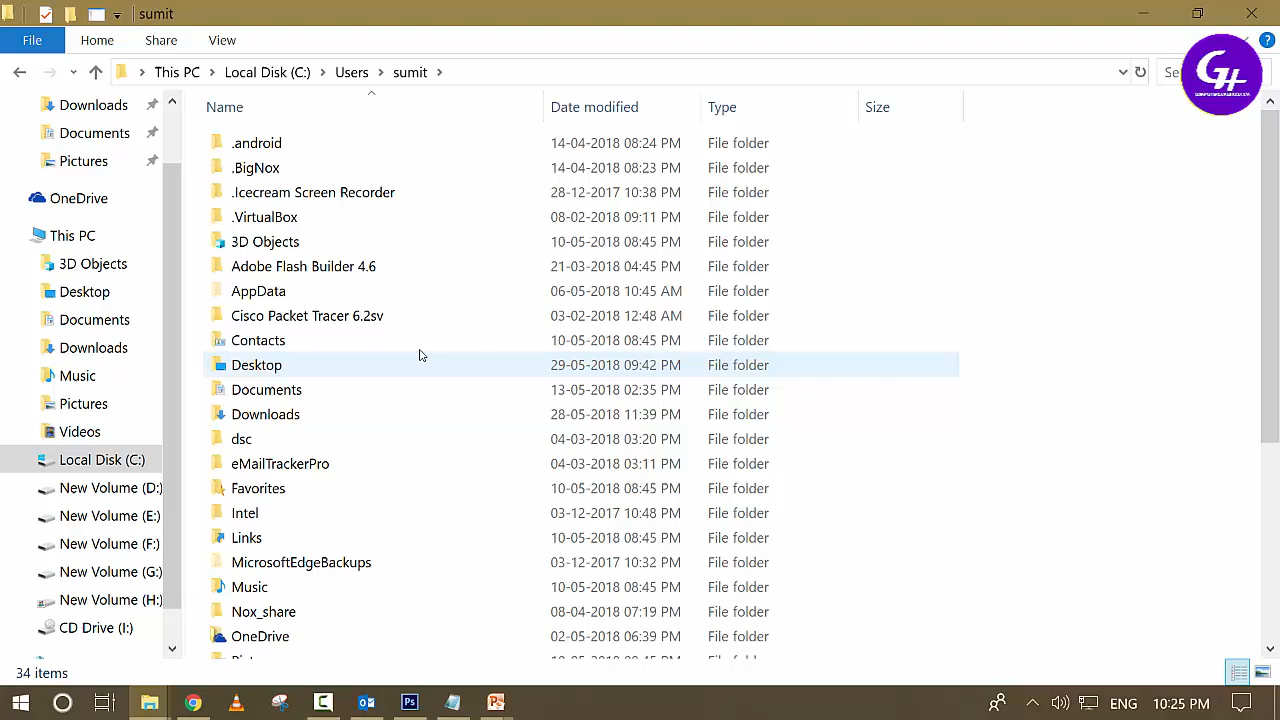 sumit
File Home Share View
This PC Local Disk (C:) Users sumit
Name Date modified Type Size
Downloads
Documents
Pictures
OneDrive
This PC
3D Objects
Desktop
Documents
Downloads
Music
Pictures
Videos
Local Disk (C:)
New Volume (D:)
New Volume (E:)
New Volume (F:)
New Volume (G:)
New Volume (H:)
CD Drive (I:)
.android 14-04-2018 08:24 PM File folder
.BigNox 14-04-2018 08:23 PM File folder
.Icecream Screen Recorder 28-12-2017 10:38 PM File folder
.VirtualBox 08-02-2018 09:11 PM File folder
3D Objects 10-05-2018 08:45 PM File folder
Adobe Flash Builder 4.6 21-03-2018 04:45 PM File folder
AppData 06-05-2018 10:45 AM File folder
Cisco Packet Tracer 6.2sv 03-02-2018 12:48 AM File folder
Contacts 10-05-2018 08:45 PM File folder
Desktop 29-05-2018 09:42 PM File folder
Documents 13-05-2018 02:35 PM File folder
Downloads 28-05-2018 11:39 PM File folder
dsc 04-03-2018 03:20 PM File folder
eMailTrackerPro 04-03-2018 03:11 PM File folder
Favorites 10-05-2018 08:45 PM File folder
Intel 03-12-2017 10:48 PM File folder
Links 10-05-2018 08:45 PM File folder
MicrosoftEdgeBackups 03-12-2017 10:32 PM File folder
Music 10-05-2018 08:45 PM File folder
Nox_share 08-04-2018 07:19 PM File folder
OneDrive 02-05-2018 06:39 PM File folder
34 items
ENG 10:25 PM